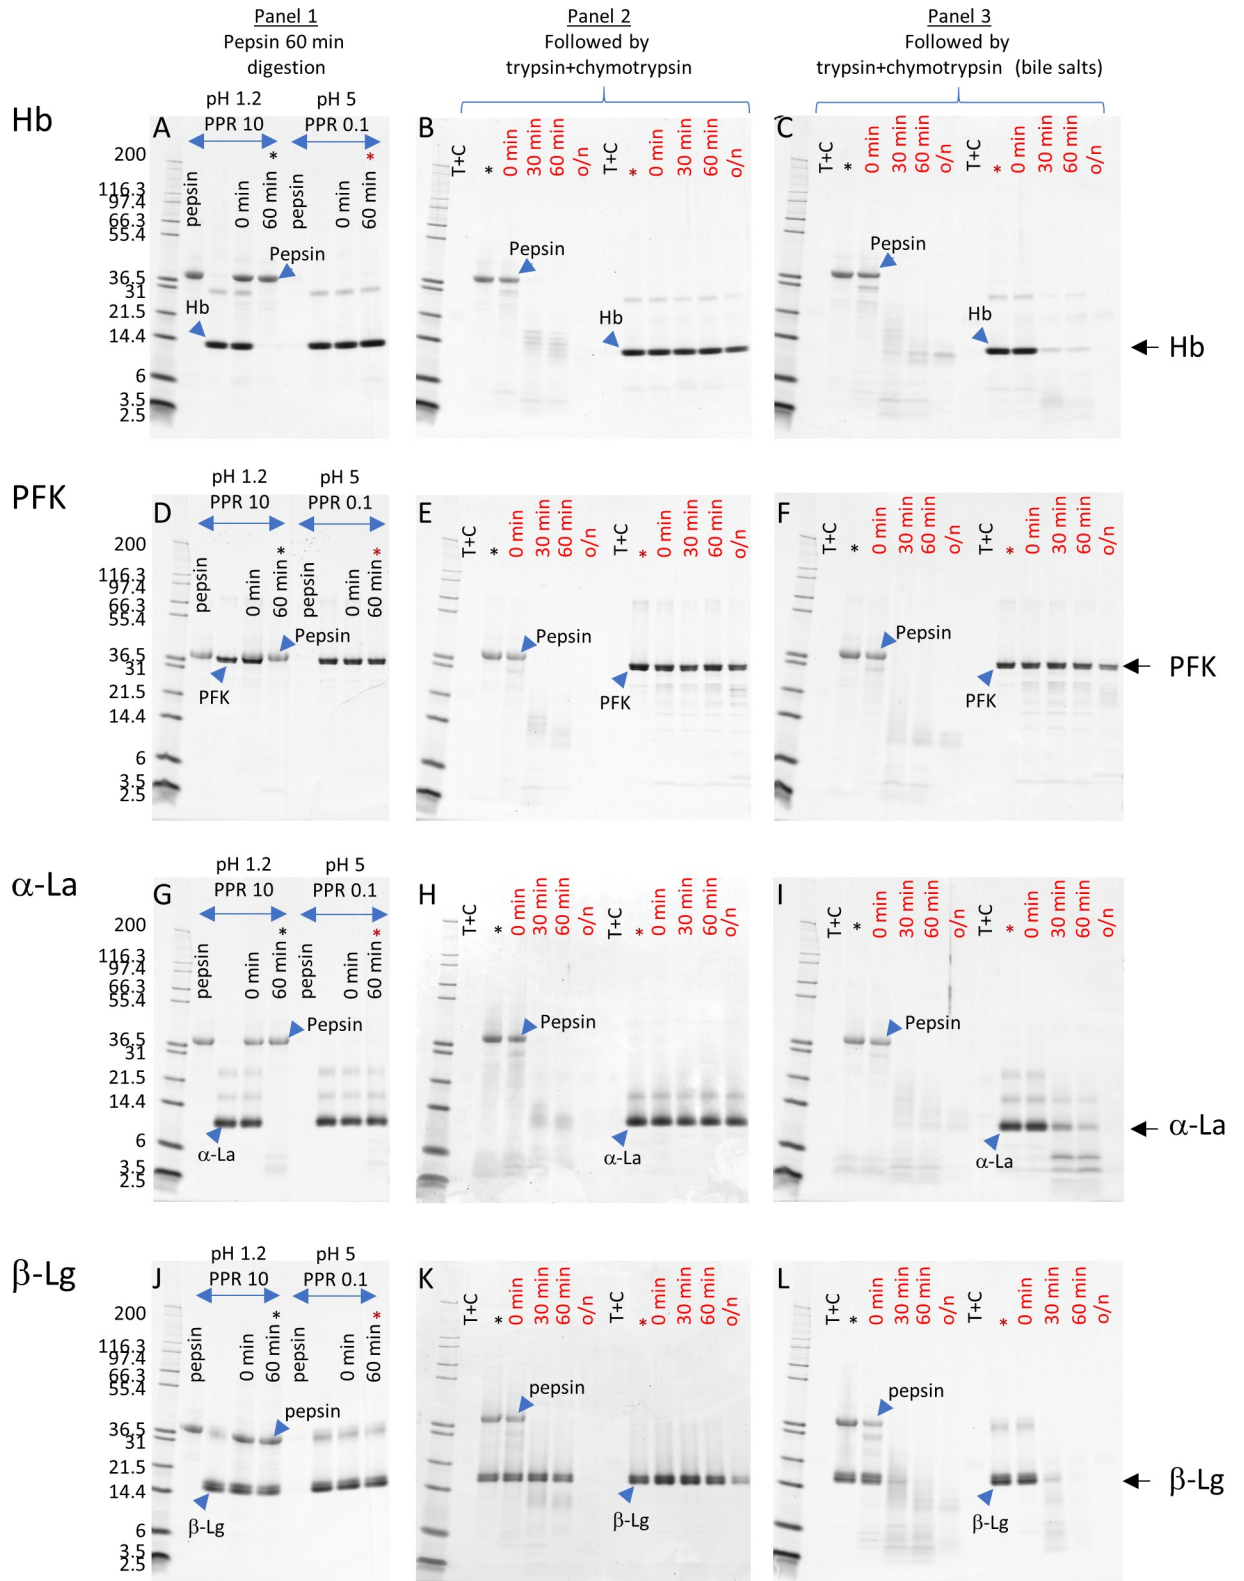 Panel 1
Pepsin 60 min
digestion
Panel 2
Followed by
trypsin+chymotrypsin
Panel 3
Followed by
trypsin+chymotrypsin (bile salts)
Hb
pH 1.2
PPR 10
pH 5
PPR 0.1
A
pepsin
0 min
60 min *
pepsin
0 min
60 min *
200
116.3
97.4
66.3
55.4
36.5
31
21.5
14.4
6
3.5
2.5
Pepsin
Hb
B
T+C
*
0 min
30 min
60 min
o/n
T+C
*
0 min
30 min
60 min
o/n
Pepsin
Hb
C
T+C
*
0 min
30 min
60 min
o/n
T+C
*
0 min
30 min
60 min
o/n
Pepsin
Hb
Hb
PFK
pH 1.2
PPR 10
pH 5
PPR 0.1
D
pepsin
0 min
60 min *
pepsin
0 min
60 min *
200
116.3
97.4
66.3
55.4
36.5
31
21.5
14.4
6
3.5
2.5
Pepsin
PFK
E
T+C
*
0 min
30 min
60 min
o/n
T+C
*
0 min
30 min
60 min
o/n
Pepsin
PFK
F
T+C
*
0 min
30 min
60 min
o/n
T+C
*
0 min
30 min
60 min
o/n
Pepsin
PFK
PFK
α-La
pH 1.2
PPR 10
pH 5
PPR 0.1
G
pepsin
0 min
60 min *
pepsin
0 min
60 min *
200
116.3
97.4
66.3
55.4
36.5
31
21.5
14.4
6
3.5
2.5
Pepsin
α-La
H
T+C
*
0 min
30 min
60 min
o/n
T+C
*
0 min
30 min
60 min
o/n
Pepsin
α-La
I
T+C
*
0 min
30 min
60 min
o/n
T+C
*
0 min
30 min
60 min
o/n
Pepsin
α-La
α-La
β-Lg
pH 1.2
PPR 10
pH 5
PPR 0.1
J
pepsin
0 min
60 min *
pepsin
0 min
60 min *
200
116.3
97.4
66.3
55.4
36.5
31
21.5
14.4
6
3.5
2.5
pepsin
β-Lg
K
T+C
*
0 min
30 min
60 min
o/n
T+C
*
0 min
30 min
60 min
o/n
pepsin
β-Lg
L
T+C
*
0 min
30 min
60 min
o/n
T+C
*
0 min
30 min
60 min
o/n
pepsin
β-Lg
β-Lg